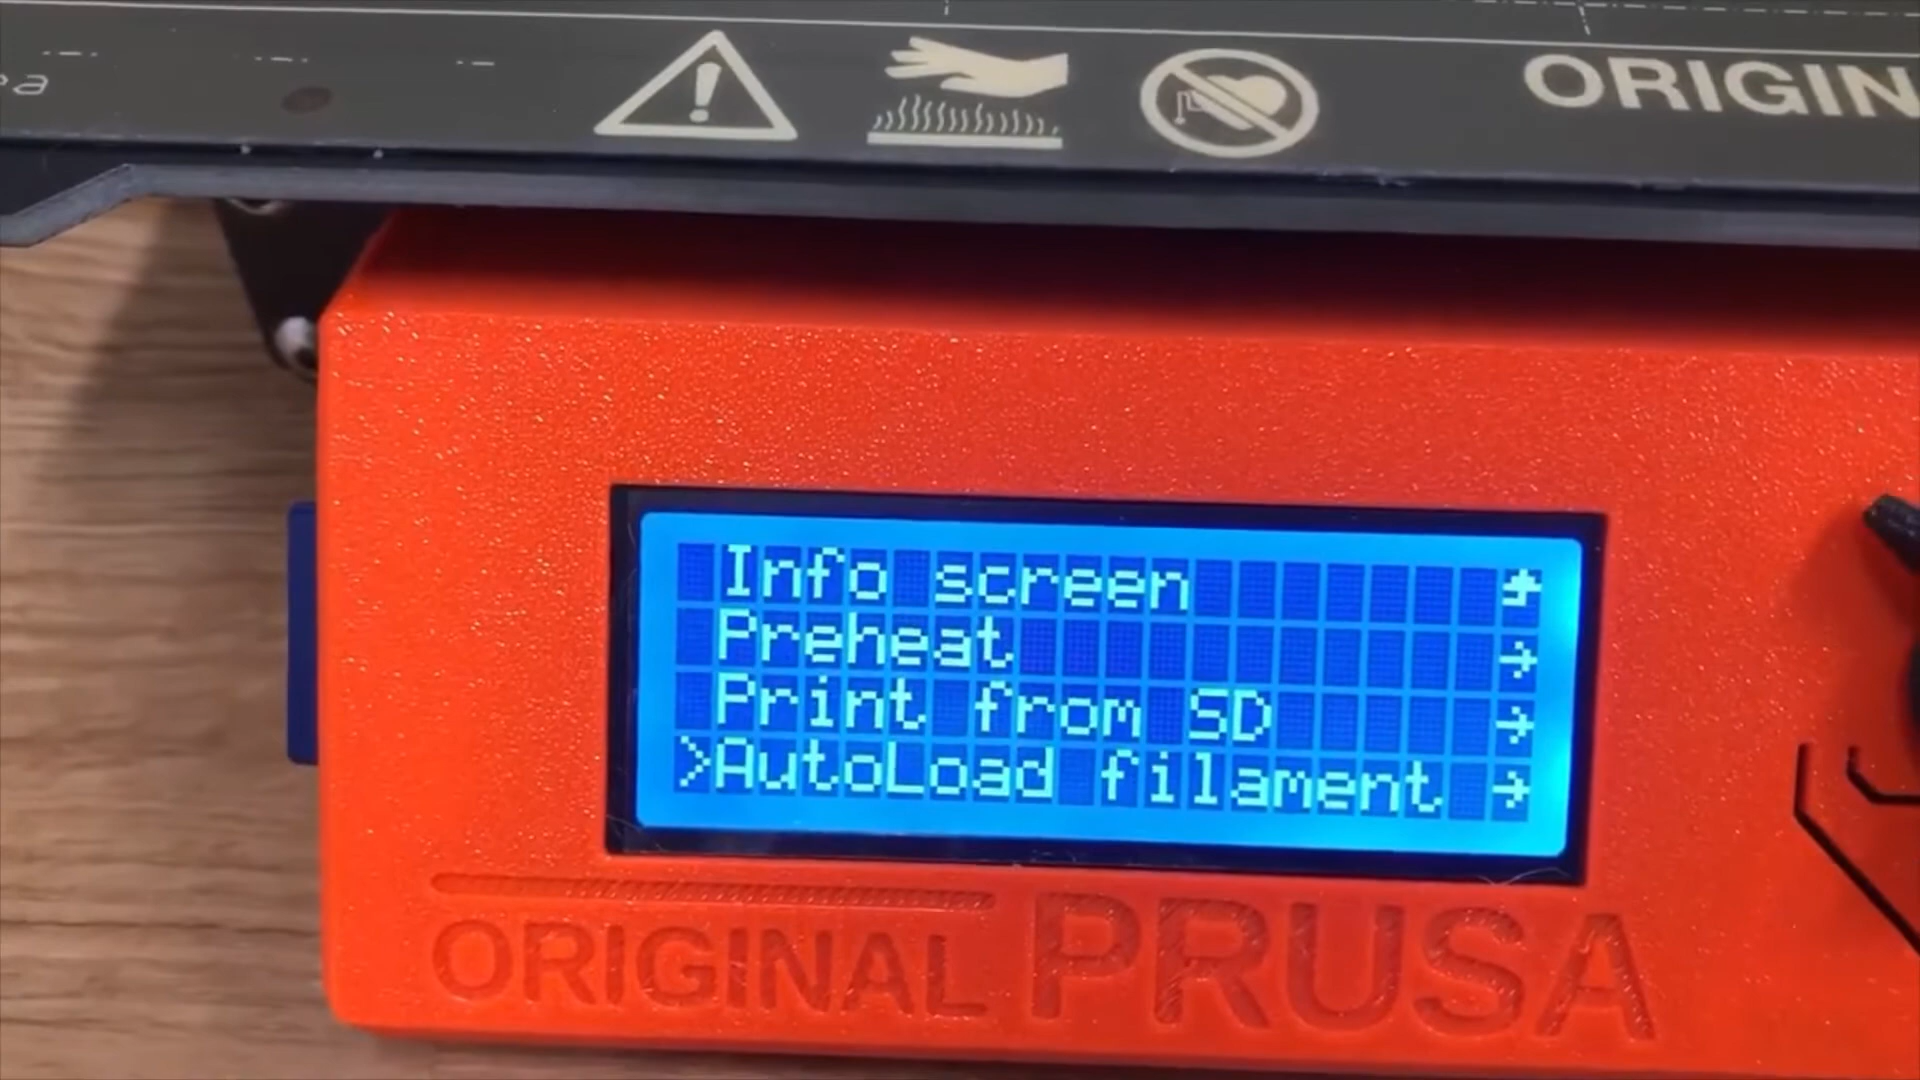 ORIGIN
Info screen
Preheat
Print from SD
>AutoLoad filament
ORIGINAL PRUSA